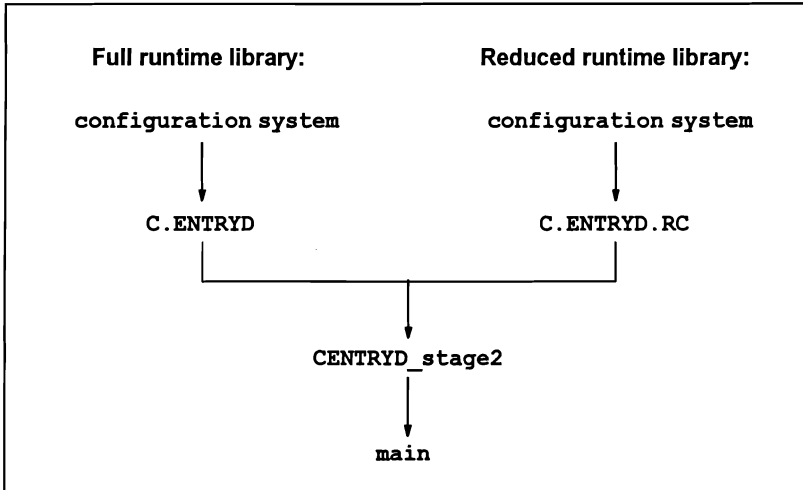 Full runtime library:
Reduced runtime library:
configuration system
configuration system
C.ENTRYD
C.ENTRYD.RC
CENTRYD_stage2
main